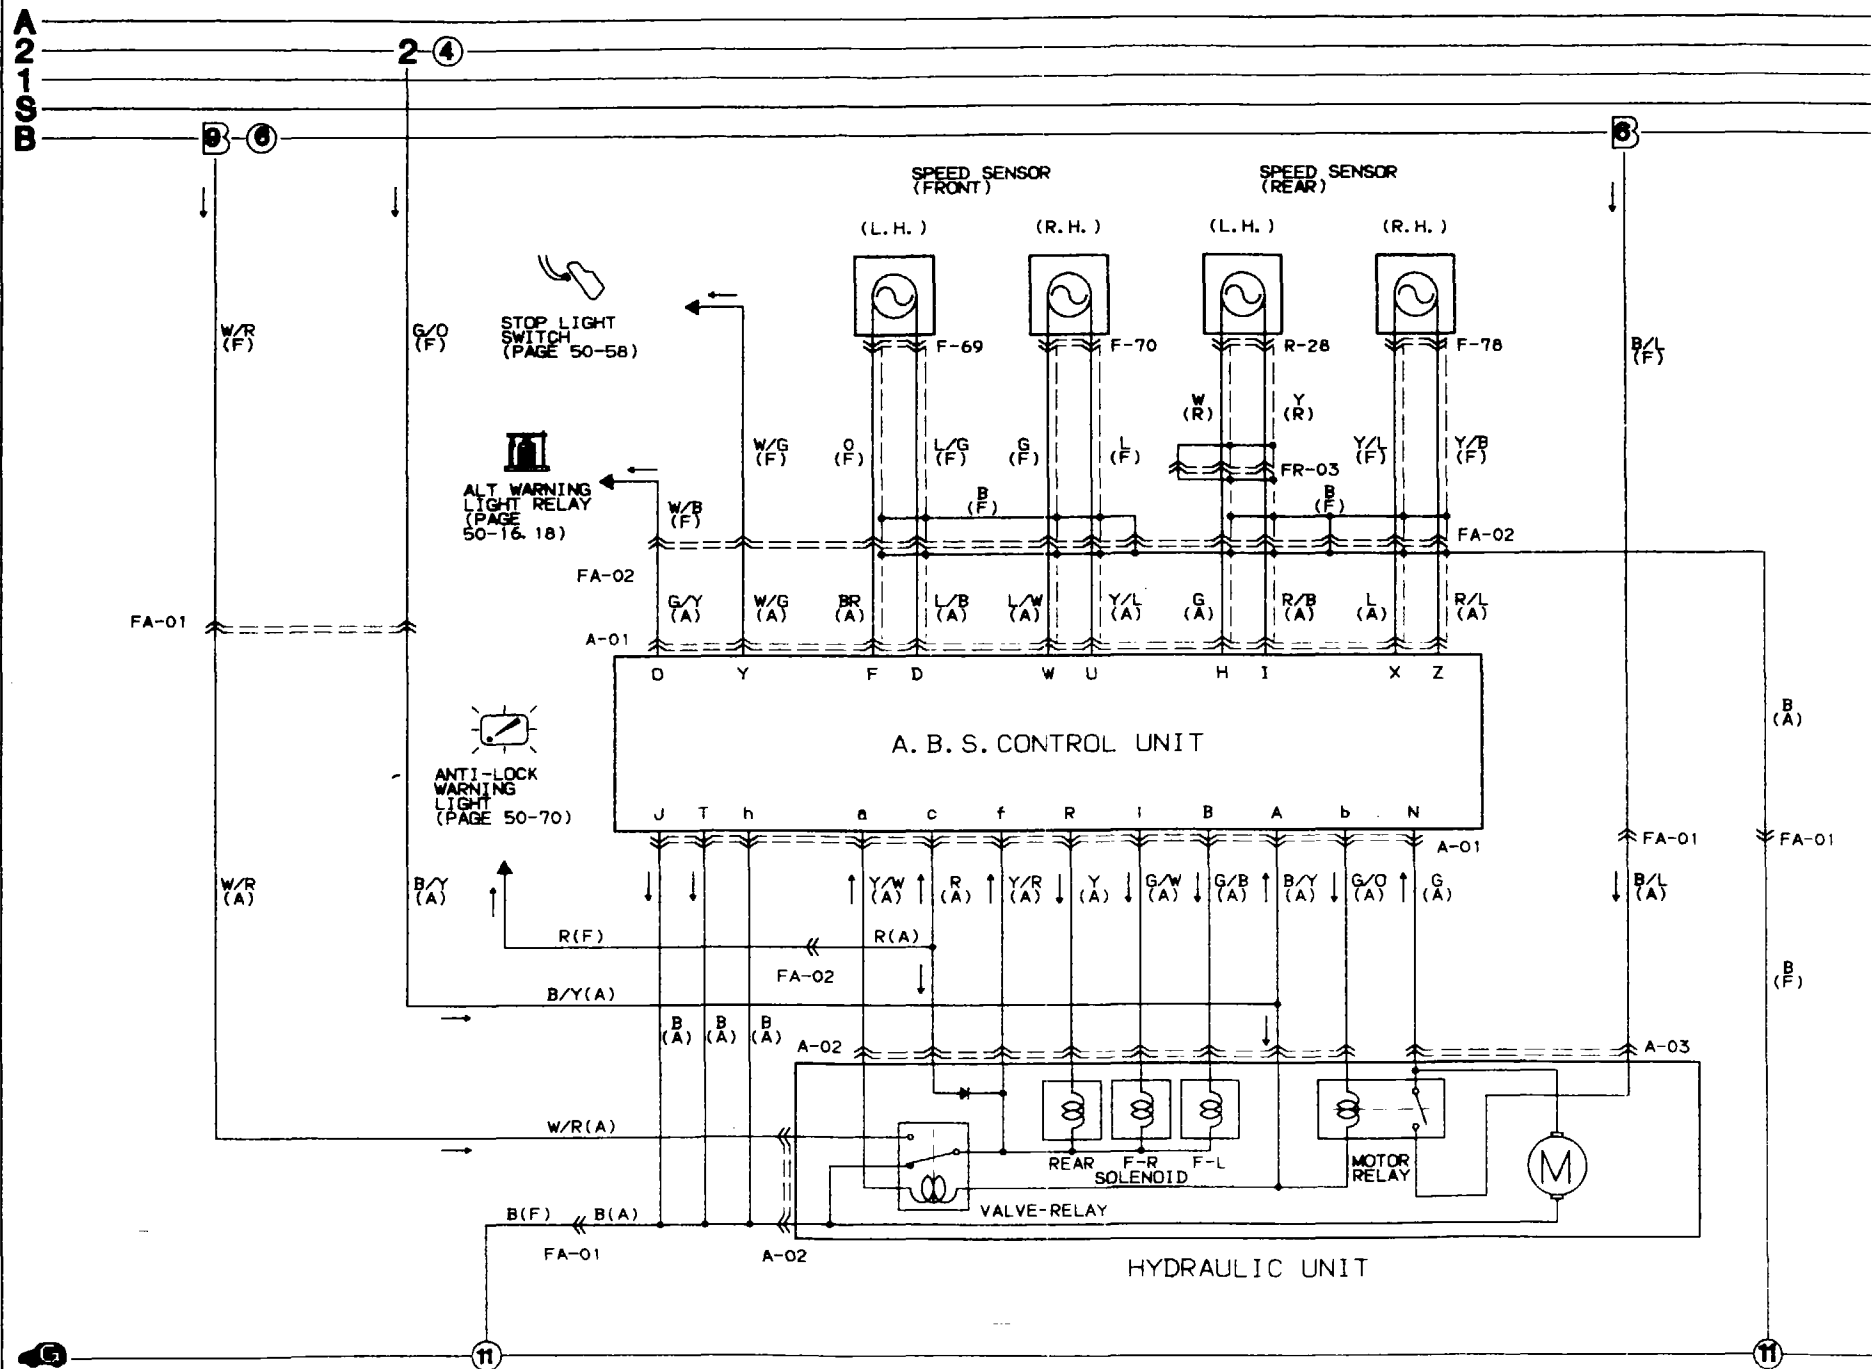 A
2
2 4
1
S
B
9 6
6
SPEED SENSOR
(FRONT)
SPEED SENSOR
(REAR)
(L.H.)
(R.H.)
(L.H.)
(R.H.)
W/R
(F)
G/O
(F)
STOP LIGHT
SWITCH
(PAGE 50-58)
F-69
F-70
R-28
F-78
B/L
(F)
W
(R)
Y
(R)
W/G
(F)
O
(F)
L/G
(F)
G
(F)
L
(F)
Y/L
(F)
Y/B
(F)
FR-03
ALT WARNING
LIGHT RELAY
(PAGE
50-16.18)
W/B
(F)
B
(F)
B
(F)
FA-02
FA-02
G/Y
(A)
W/G
(A)
BR
(A)
L/B
(A)
L/W
(A)
Y/L
(A)
G
(A)
R/B
(A)
L
(A)
R/L
(A)
FA-01
A-01
O Y F D W U H I X Z
B
(A)
A.B.S. CONTROL UNIT
ANTI-LOCK
WARNING
LIGHT
(PAGE 50-70)
J T h a c f R l B A b N
A-01
FA-01
FA-01
W/R
(A)
B/Y
(A)
Y/W
(A)
R
(A)
Y/R
(A)
Y
(A)
G/W
(A)
G/B
(A)
B/Y
(A)
G/O
(A)
G
(A)
B/L
(A)
R(F)
R(A)
FA-02
B
(F)
B/Y(A)
B
(A)
B
(A)
B
(A)
A-02
A-03
W/R(A)
REAR
F-R
F-L
SOLENOID
MOTOR
RELAY
M
VALVE-RELAY
B(F)
B(A)
FA-01
A-02
HYDRAULIC UNIT
G
11
11